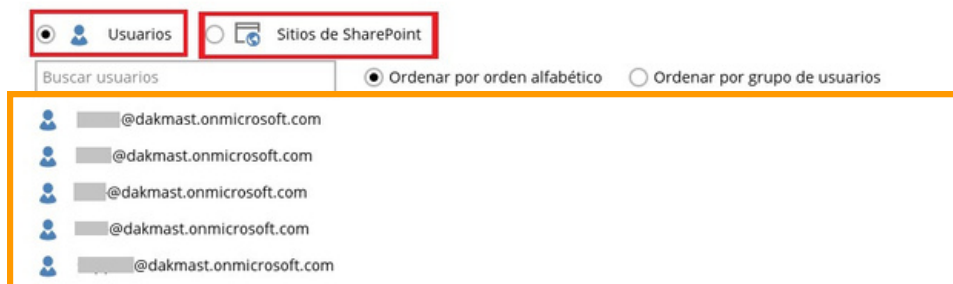 Usuarios Sitios de SharePoint
Buscar usuarios Ordenar por orden alfabético Ordenar por grupo de usuarios
@dakmast.onmicrosoft.com
@dakmast.onmicrosoft.com
@dakmast.onmicrosoft.com
@dakmast.onmicrosoft.com
@dakmast.onmicrosoft.com